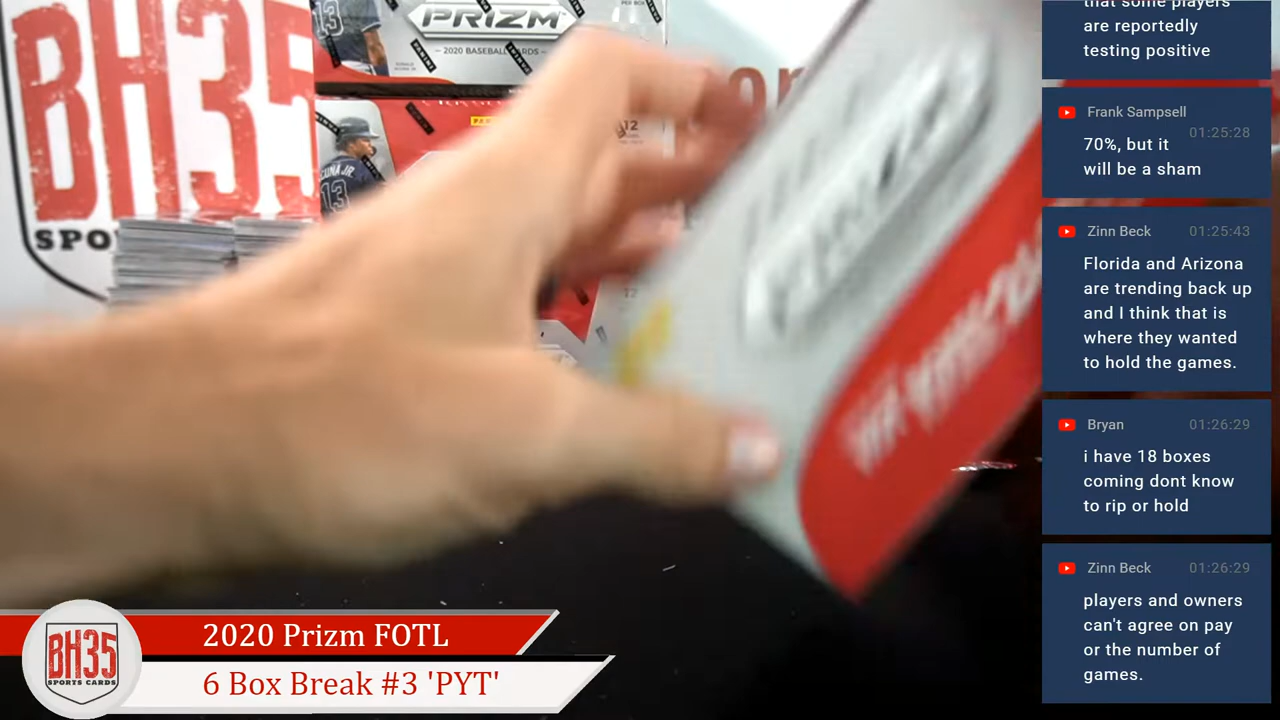 BH35
SPO
13
PRIZM
2020 BASEBALL CARDS
PER BOX
13
12
that some players
are reportedly
testing positive
Frank Sampsell
01:25:28
70%, but it
will be a sham
Zinn Beck 01:25:43
Florida and Arizona
are trending back up
and I think that is
where they wanted
to hold the games.
Bryan 01:26:29
i have 18 boxes
coming dont know
to rip or hold
Zinn Beck 01:26:29
players and owners
can't agree on pay
or the number of
games.
BH35
SPORTS CARDS
2020 Prizm FOTL
6 Box Break #3 'PYT'